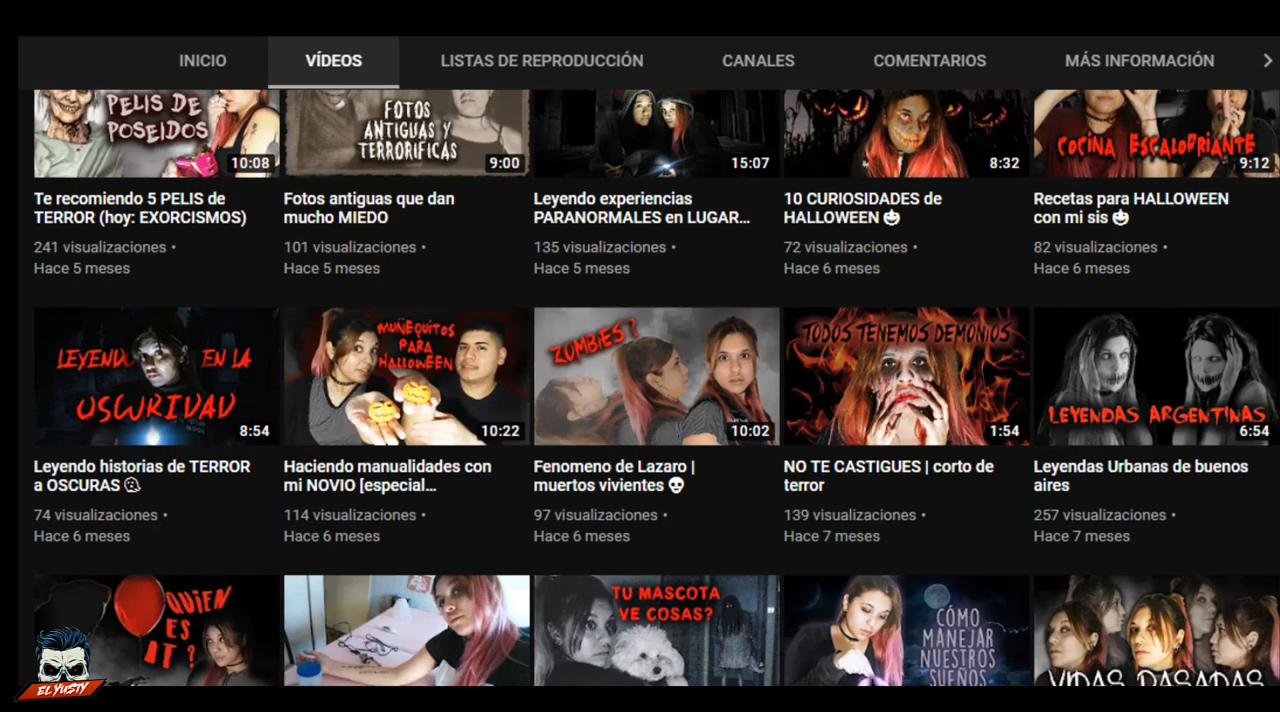 INICIO
VÍDEOS
LISTAS DE REPRODUCCIÓN
CANALES
COMENTARIOS
MÁS INFORMACIÓN
PELIS DE
POSEIDOS
10:08
FOTOS
ANTIGUAS Y
TERRORIFICAS
9:00
15:07
8:32
COCINA ESCALOFRIANTE
9:12
Te recomiendo 5 PELIS de
TERROR (hoy: EXORCISMOS)
241 visualizaciones •
Hace 5 meses
Fotos antiguas que dan
mucho MIEDO
101 visualizaciones •
Hace 5 meses
Leyendo experiencias
PARANORMALES en LUGAR...
135 visualizaciones •
Hace 5 meses
10 CURIOSIDADES de
HALLOWEEN 🎃
72 visualizaciones •
Hace 6 meses
Recetas para HALLOWEEN
con mi sis 🎃
82 visualizaciones •
Hace 6 meses
LEYENDO EN LA
OSCURIDAD
8:54
MUÑEQUITOS
PARA
HALLOWEEN
10:22
ZOMBIES?
10:02
TODOS TENEMOS DEMONIOS
1:54
LEYENDAS ARGENTINAS
6:54
Leyendo historias de TERROR
a OSCURAS
74 visualizaciones •
Hace 6 meses
Haciendo manualidades con
mi NOVIO [especial...
114 visualizaciones •
Hace 6 meses
Fenomeno de Lazaro |
muertos vivientes 💀
97 visualizaciones •
Hace 6 meses
NO TE CASTIGUES | corto de
terror
139 visualizaciones •
Hace 7 meses
Leyendas Urbanas de buenos
aires
257 visualizaciones •
Hace 7 meses
QUIEN
ES
IT?
TU MASCOTA
VE COSAS?
CÓMO
MANEJAR
NUESTROS
SUEÑOS
VIDAS PASADAS
EL YUSTY